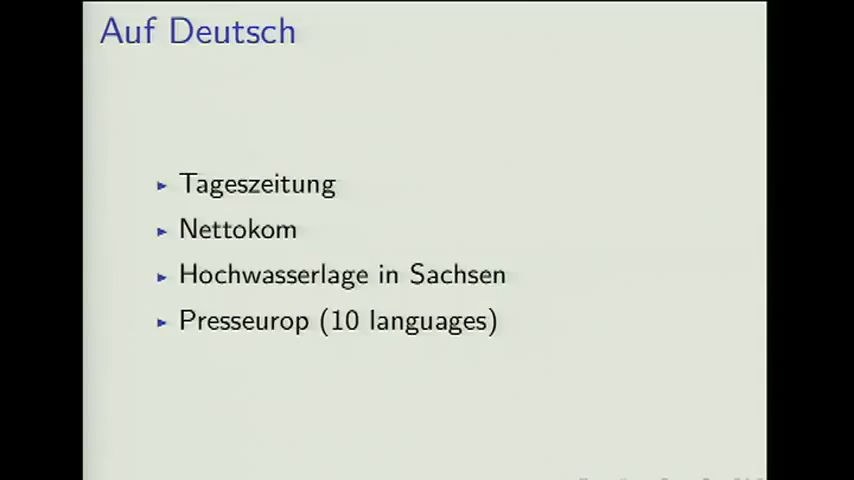 Auf Deutsch
Tageszeitung
Nettokom
Hochwasserlage in Sachsen
Presseurop (10 languages)